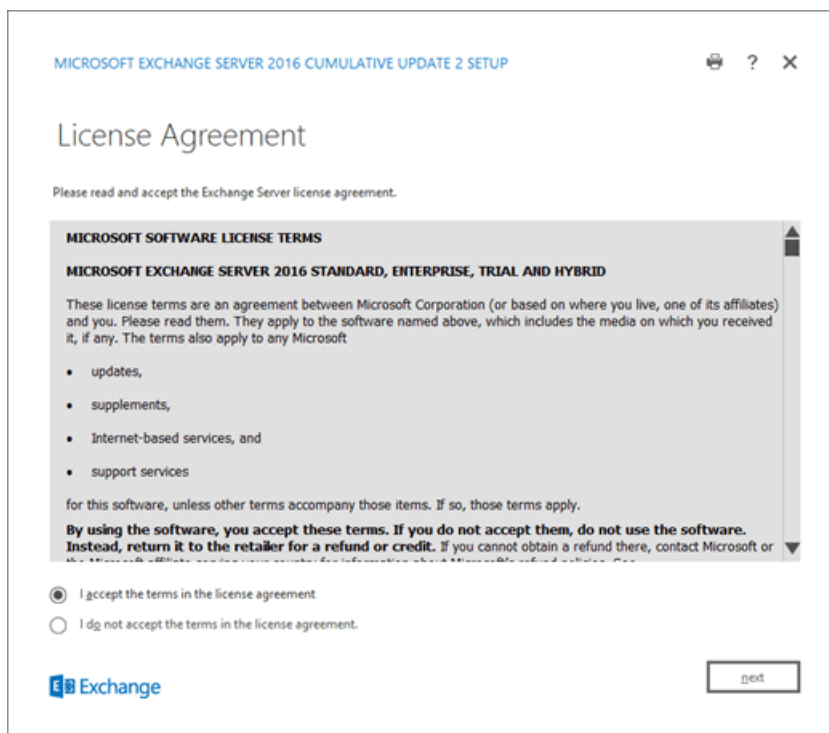 MICROSOFT EXCHANGE SERVER 2016 CUMULATIVE UPDATE 2 SETUP
?
License Agreement
Please read and accept the Exchange Server license agreement.
MICROSOFT SOFTWARE LICENSE TERMS
MICROSOFT EXCHANGE SERVER 2016 STANDARD, ENTERPRISE, TRIAL AND HYBRID
These license terms are an agreement between Microsoft Corporation (or based on where you live, one of its affiliates)
and you. Please read them. They apply to the software named above, which includes the media on which you received
it, if any. The terms also apply to any Microsoft
• updates,
• supplements,
• Internet-based services, and
• support services
for this software, unless other terms accompany those items. If so, those terms apply.
By using the software, you accept these terms. If you do not accept them, do not use the software.
Instead, return it to the retailer for a refund or credit. If you cannot obtain a refund there, contact Microsoft or
I accept the terms in the license agreement
I do not accept the terms in the license agreement.
Exchange
next